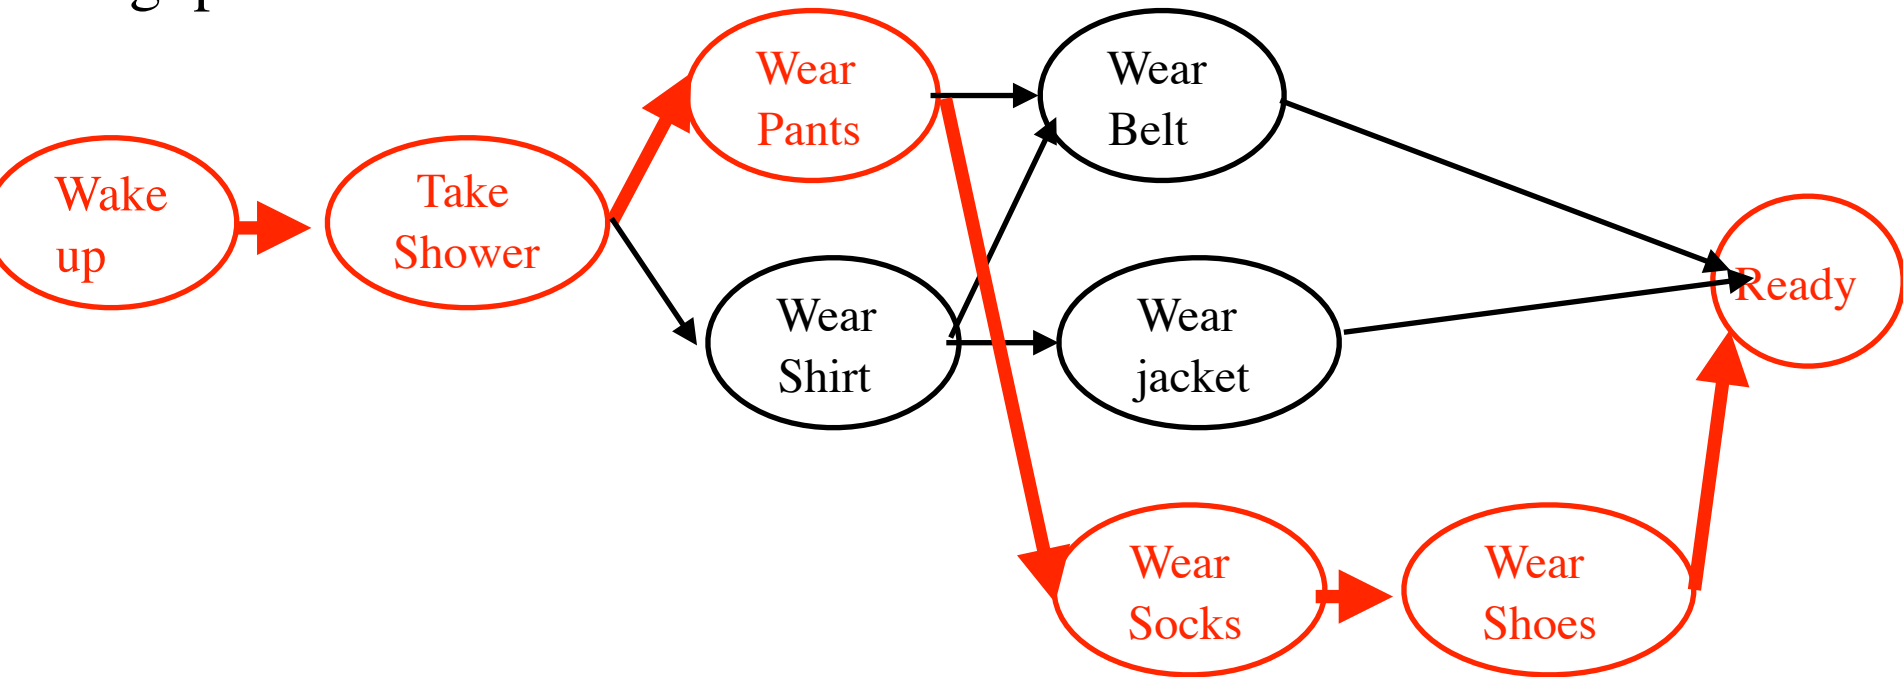 Wear
Pants
Wear
Belt
Wake
up
Take
Shower
Wear
Shirt
Wear
jacket
Ready
Wear
Socks
Wear
Shoes